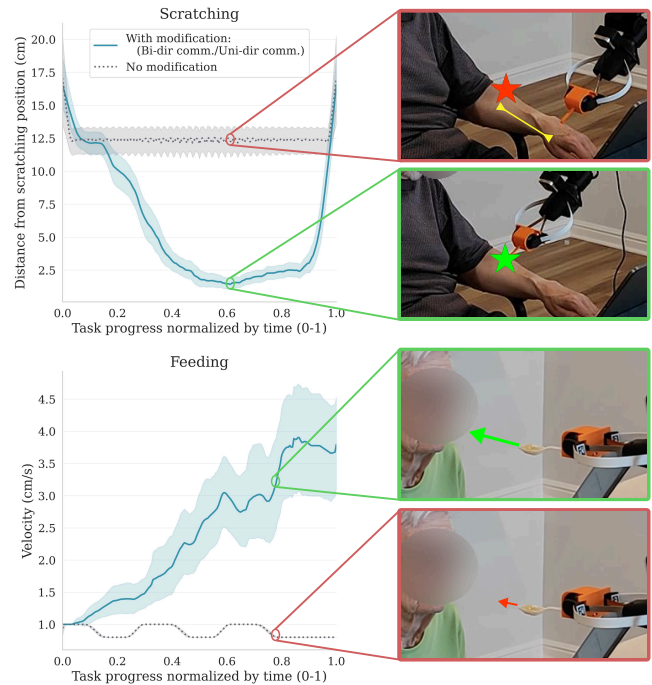 Scratching
Distance from scratching position (cm)
20.0
17.5
15.0
12.5
10.0
7.5
5.0
2.5
With modification:
(Bi-dir comm./Uni-dir comm.)
No modification
0.0 0.2 0.4 0.6 0.8 1.0
Task progress normalized by time (0-1)
Feeding
Velocity (cm/s)
4.5
4.0
3.5
3.0
2.5
2.0
1.5
1.0
0.0 0.2 0.4 0.6 0.8 1.0
Task progress normalized by time (0-1)